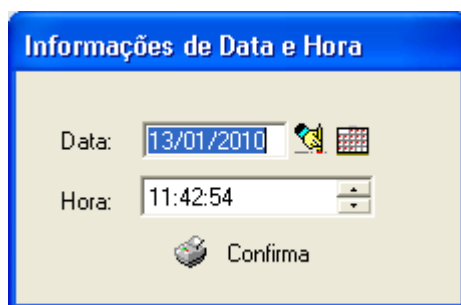 Informações de Data e Hora
Data: 13/01/2010
Hora: 11:42:54
Confirma